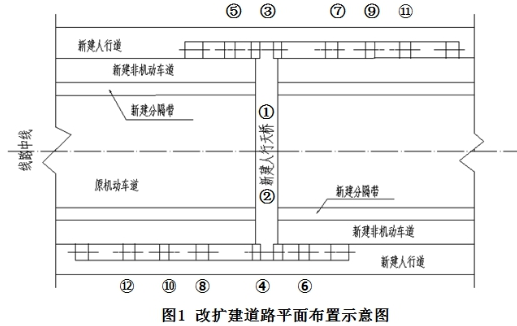 ⑤ ③ ⑦ ⑨ ⑪
新建人行道
新建非机动车道
新建分隔带
①
新建人行天桥
②
线路中线
原机动车道
新建分隔带
新建非机动车道
新建人行道
⑫ ⑩ ⑧ ④ ⑥
图1 改扩建道路平面布置示意图